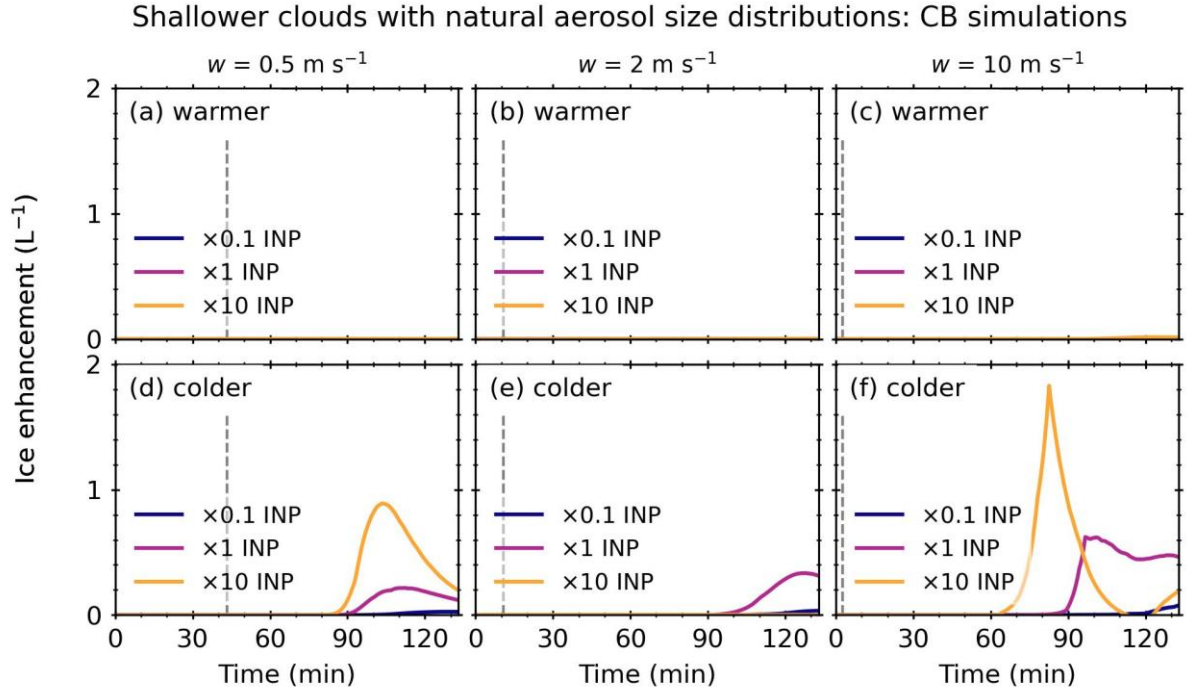 Shallower clouds with natural aerosol size distributions: CB simulations
w = 0.5 m s⁻¹
w = 2 m s⁻¹
w = 10 m s⁻¹
Ice enhancement (L⁻¹)
2
1
0
(a) warmer
×0.1 INP
×1 INP
×10 INP
(b) warmer
×0.1 INP
×1 INP
×10 INP
(c) warmer
×0.1 INP
×1 INP
×10 INP
2
1
0
(d) colder
×0.1 INP
×1 INP
×10 INP
0 30 60 90 120
Time (min)
(e) colder
×0.1 INP
×1 INP
×10 INP
0 30 60 90 120
Time (min)
(f) colder
×0.1 INP
×1 INP
×10 INP
0 30 60 90 120
Time (min)